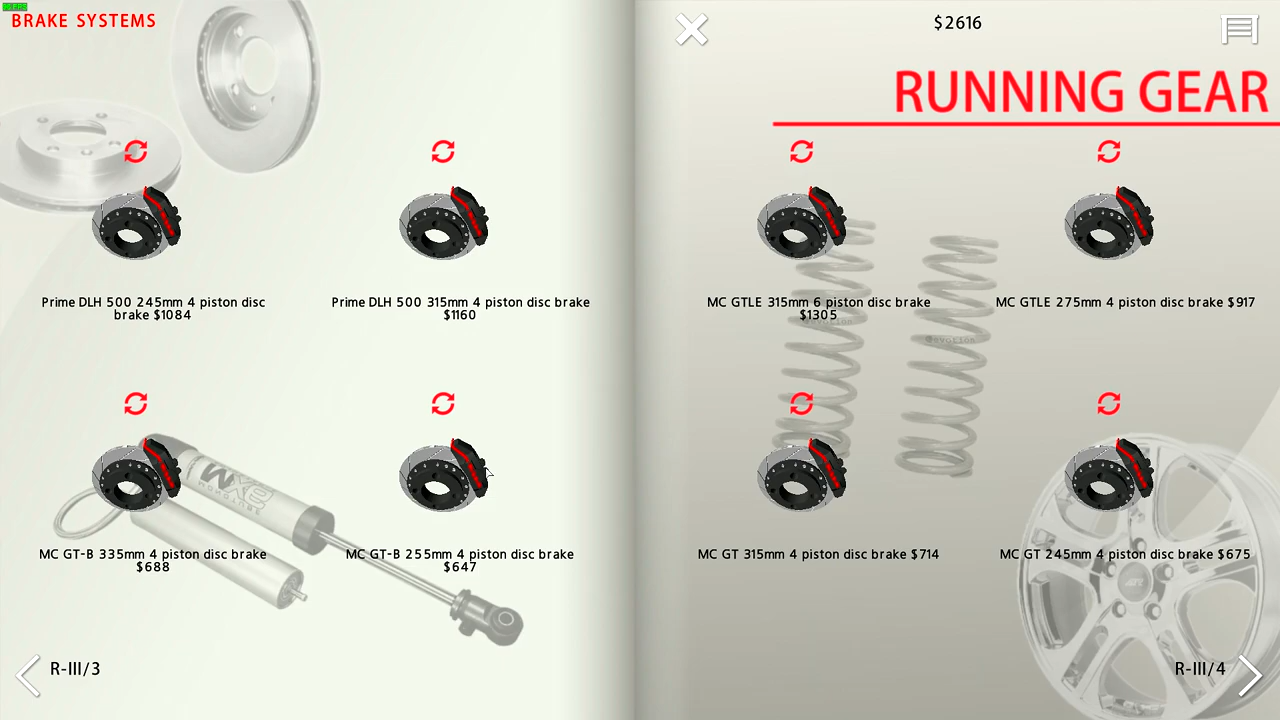 BRAKE SYSTEMS
$2616
RUNNING GEAR
Prime DLH 500 245mm 4 piston disc
brake $1084
Prime DLH 500 315mm 4 piston disc brake
$1160
MC GTLE 315mm 6 piston disc brake
$1305
MC GTLE 275mm 4 piston disc brake $917
MC GT-B 335mm 4 piston disc brake
$688
MC GT-B 255mm 4 piston disc brake
$647
MC GT 315mm 4 piston disc brake $714
MC GT 245mm 4 piston disc brake $675
R-III/3
R-III/4